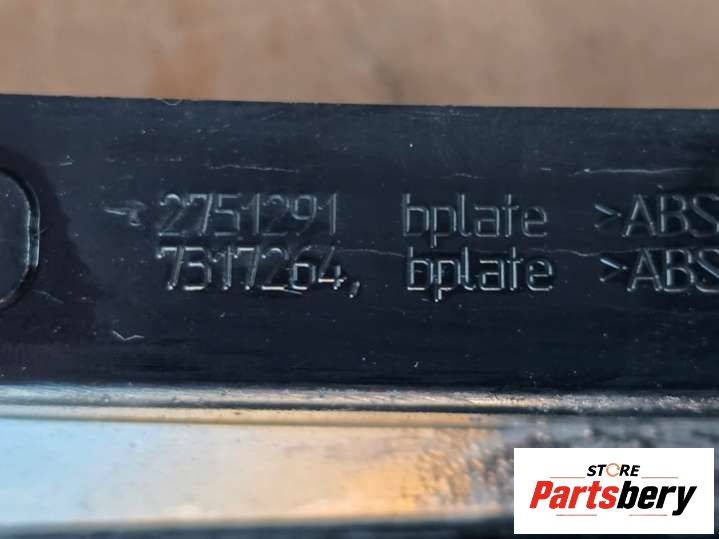 2751291 bplate >ABS
7317264, bplate >ABS
STORE
Partsbery